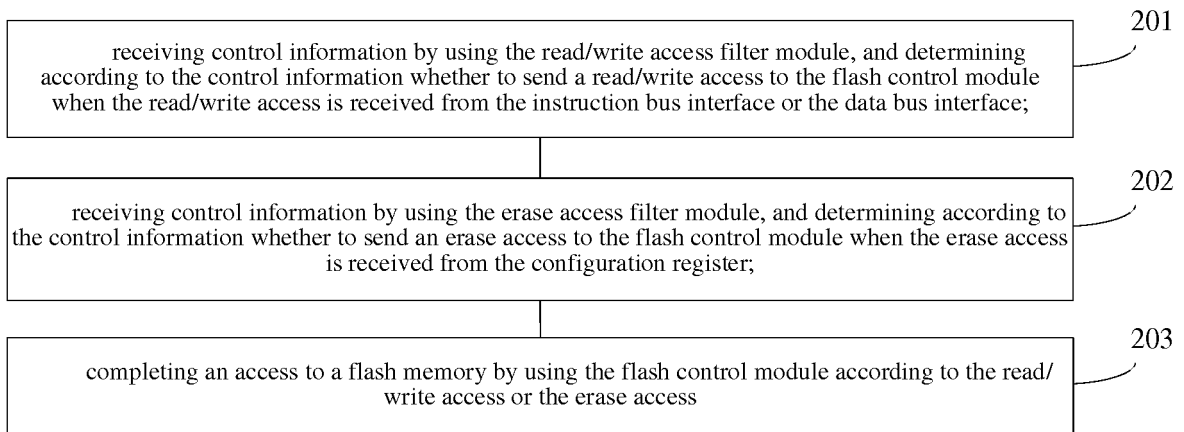 201
receiving control information by using the read/write access filter module, and determining
according to the control information whether to send a read/write access to the flash control module
when the read/write access is received from the instruction bus interface or the data bus interface;
202
receiving control information by using the erase access filter module, and determining according to
the control information whether to send an erase access to the flash control module when the erase access
is received from the configuration register;
203
completing an access to a flash memory by using the flash control module according to the read/
write access or the erase access